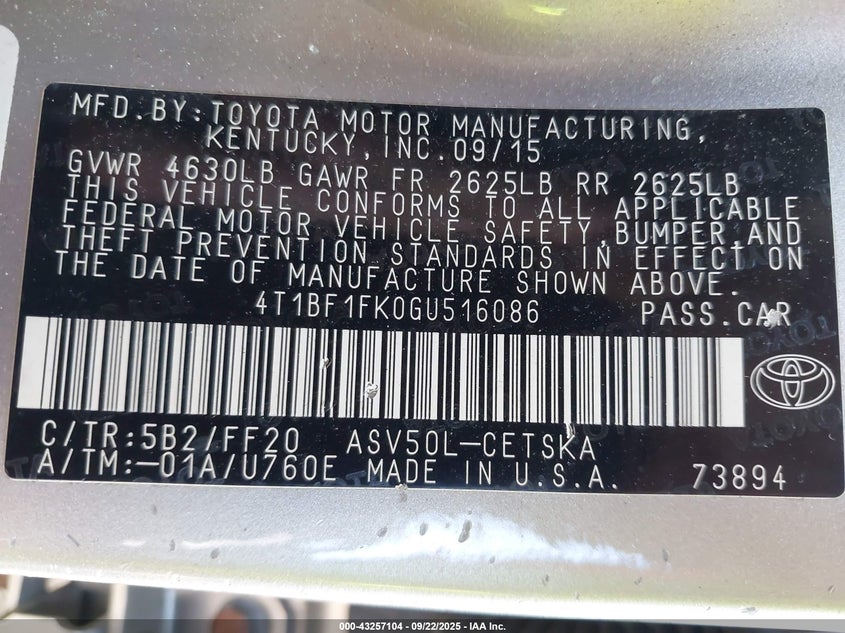 MFD.BY:TOYOTA MOTOR MANUFACTURING,
KENTUCKY,INC.09/15
GVWR 4630LB GAWR FR 2625LB RR 2625LB
THIS VEHICLE CONFORMS TO ALL APPLICABLE
FEDERAL MOTOR VEHICLE SAFETY,BUMPER,AND
THEFT PREVENTION STANDARDS IN EFFECT ON
THE DATE OF MANUFACTURE SHOWN ABOVE.
4T1BF1FK0GU516086 PASS.CAR
C/TR:5B2/FF20 ASV50L-CETSKA
A/TM:-01A/U760E MADE IN U.S.A. 73894
000-43257104 - 09/22/2025 - IAA Inc.